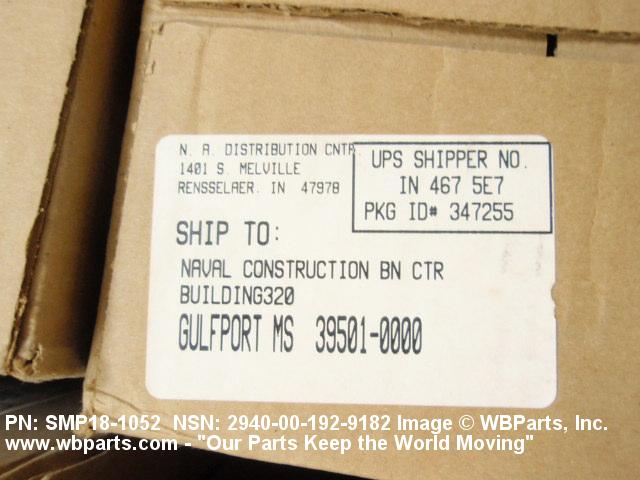 N. A. DISTRIBUTION CNTR.
1401 S. MELVILLE
RENSSELAER. IN 47978
UPS SHIPPER NO.
IN 467 5E7
PKG ID# 347255
SHIP TO:
NAVAL CONSTRUCTION BN CTR
BUILDING320
GULFPORT MS 39501-0000
PN: SMP18-1052 NSN: 2940-00-192-9182 Image © WBParts, Inc.
www.wbparts.com - "Our Parts Keep the World Moving"